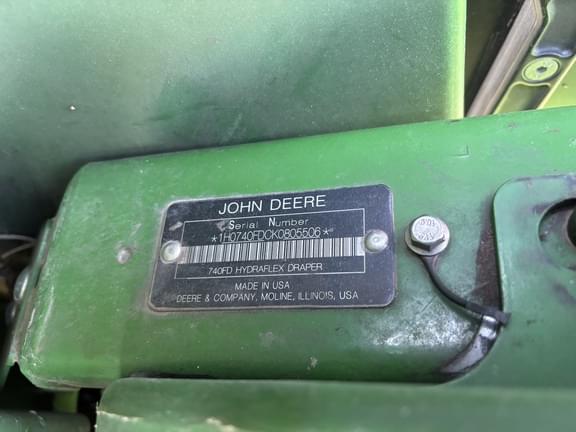 JOHN DEERE
Serial Number
*1H0740FDCK0805506*
740FD HYDRAFLEX DRAPER
MADE IN USA
DEERE & COMPANY, MOLINE, ILLINOIS, USA